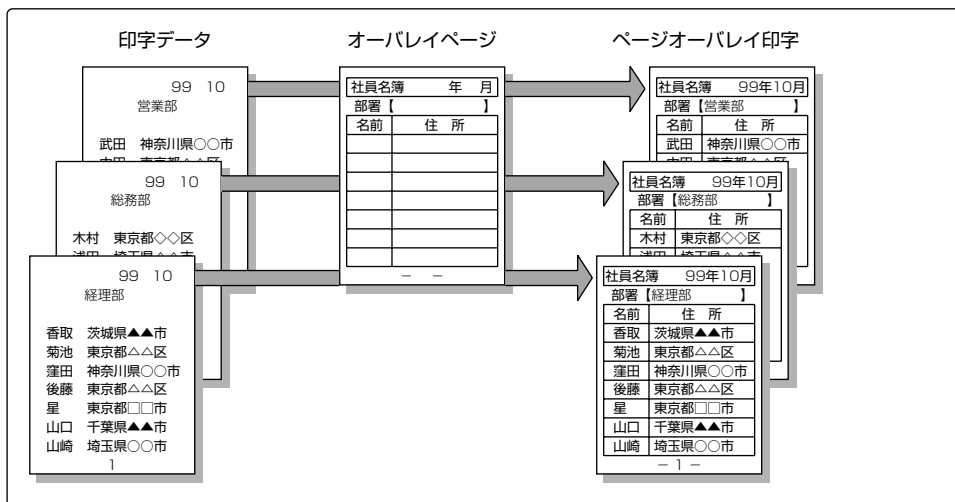 印字データ
オーバレイページ
ページオーバレイ印字
99 10
営業部
武田 神奈川県○○市
99 10
総務部
木村 東京都◇◇区
99 10
経理部
香取 茨城県▲▲市
菊池 東京都△△区
窪田 神奈川県○○市
後藤 東京都△△区
星 東京都□□市
山口 千葉県▲▲市
山崎 埼玉県○○市
1
社員名簿 年 月
部署【 】
名前 住 所
− −
社員名簿 99年10月
部署【営業部 】
名前 住 所
武田 神奈川県○○市
社員名簿 99年10月
部署【総務部 】
名前 住 所
木村 東京都◇◇区
社員名簿 99年10月
部署【経理部 】
名前 住 所
香取 茨城県▲▲市
菊池 東京都△△区
窪田 神奈川県○○市
後藤 東京都△△区
星 東京都□□市
山口 千葉県▲▲市
山崎 埼玉県○○市
− 1 −